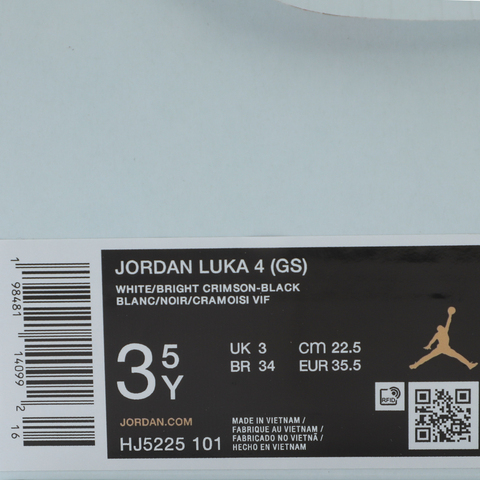 JORDAN LUKA 4 (GS)
WHITE/BRIGHT CRIMSON-BLACK
BLANC/NOIR/CRAMOISI VIF
3 5Y
UK 3 CM 22.5
BR 34 EUR 35.5
RFID
JORDAN.COM
HJ5225 101
MADE IN VIETNAM /
FABRIQUE AU VIETNAM /
FABRICADO NO VIETNÃ /
HECHO EN VIETNAM
1 98481 14099 2 16